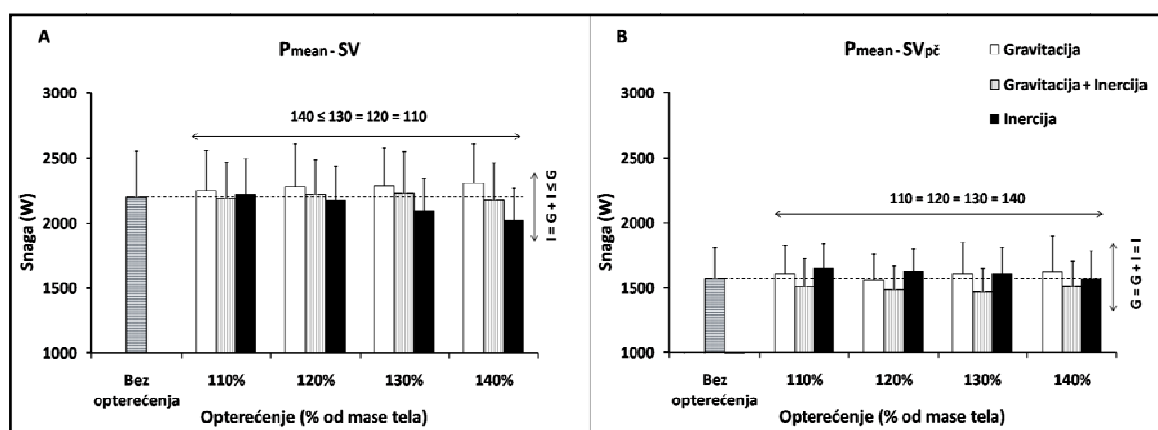 A
Pmean - SV
3000
2500
2000
1500
1000
Snaga (W)
140 ≤ 130 = 120 = 110
I = G + I ≤ G
Bez opterećenja
110%
120%
130%
140%
Opterećenje (% od mase tela)
B
Pmean - SVpč
Gravitacija
Gravitacija + Inercija
Inercija
3000
2500
2000
1500
1000
Snaga (W)
110 = 120 = 130 = 140
G = G + I = I
Bez opterećenja
110%
120%
130%
140%
Opterećenje (% od mase tela)